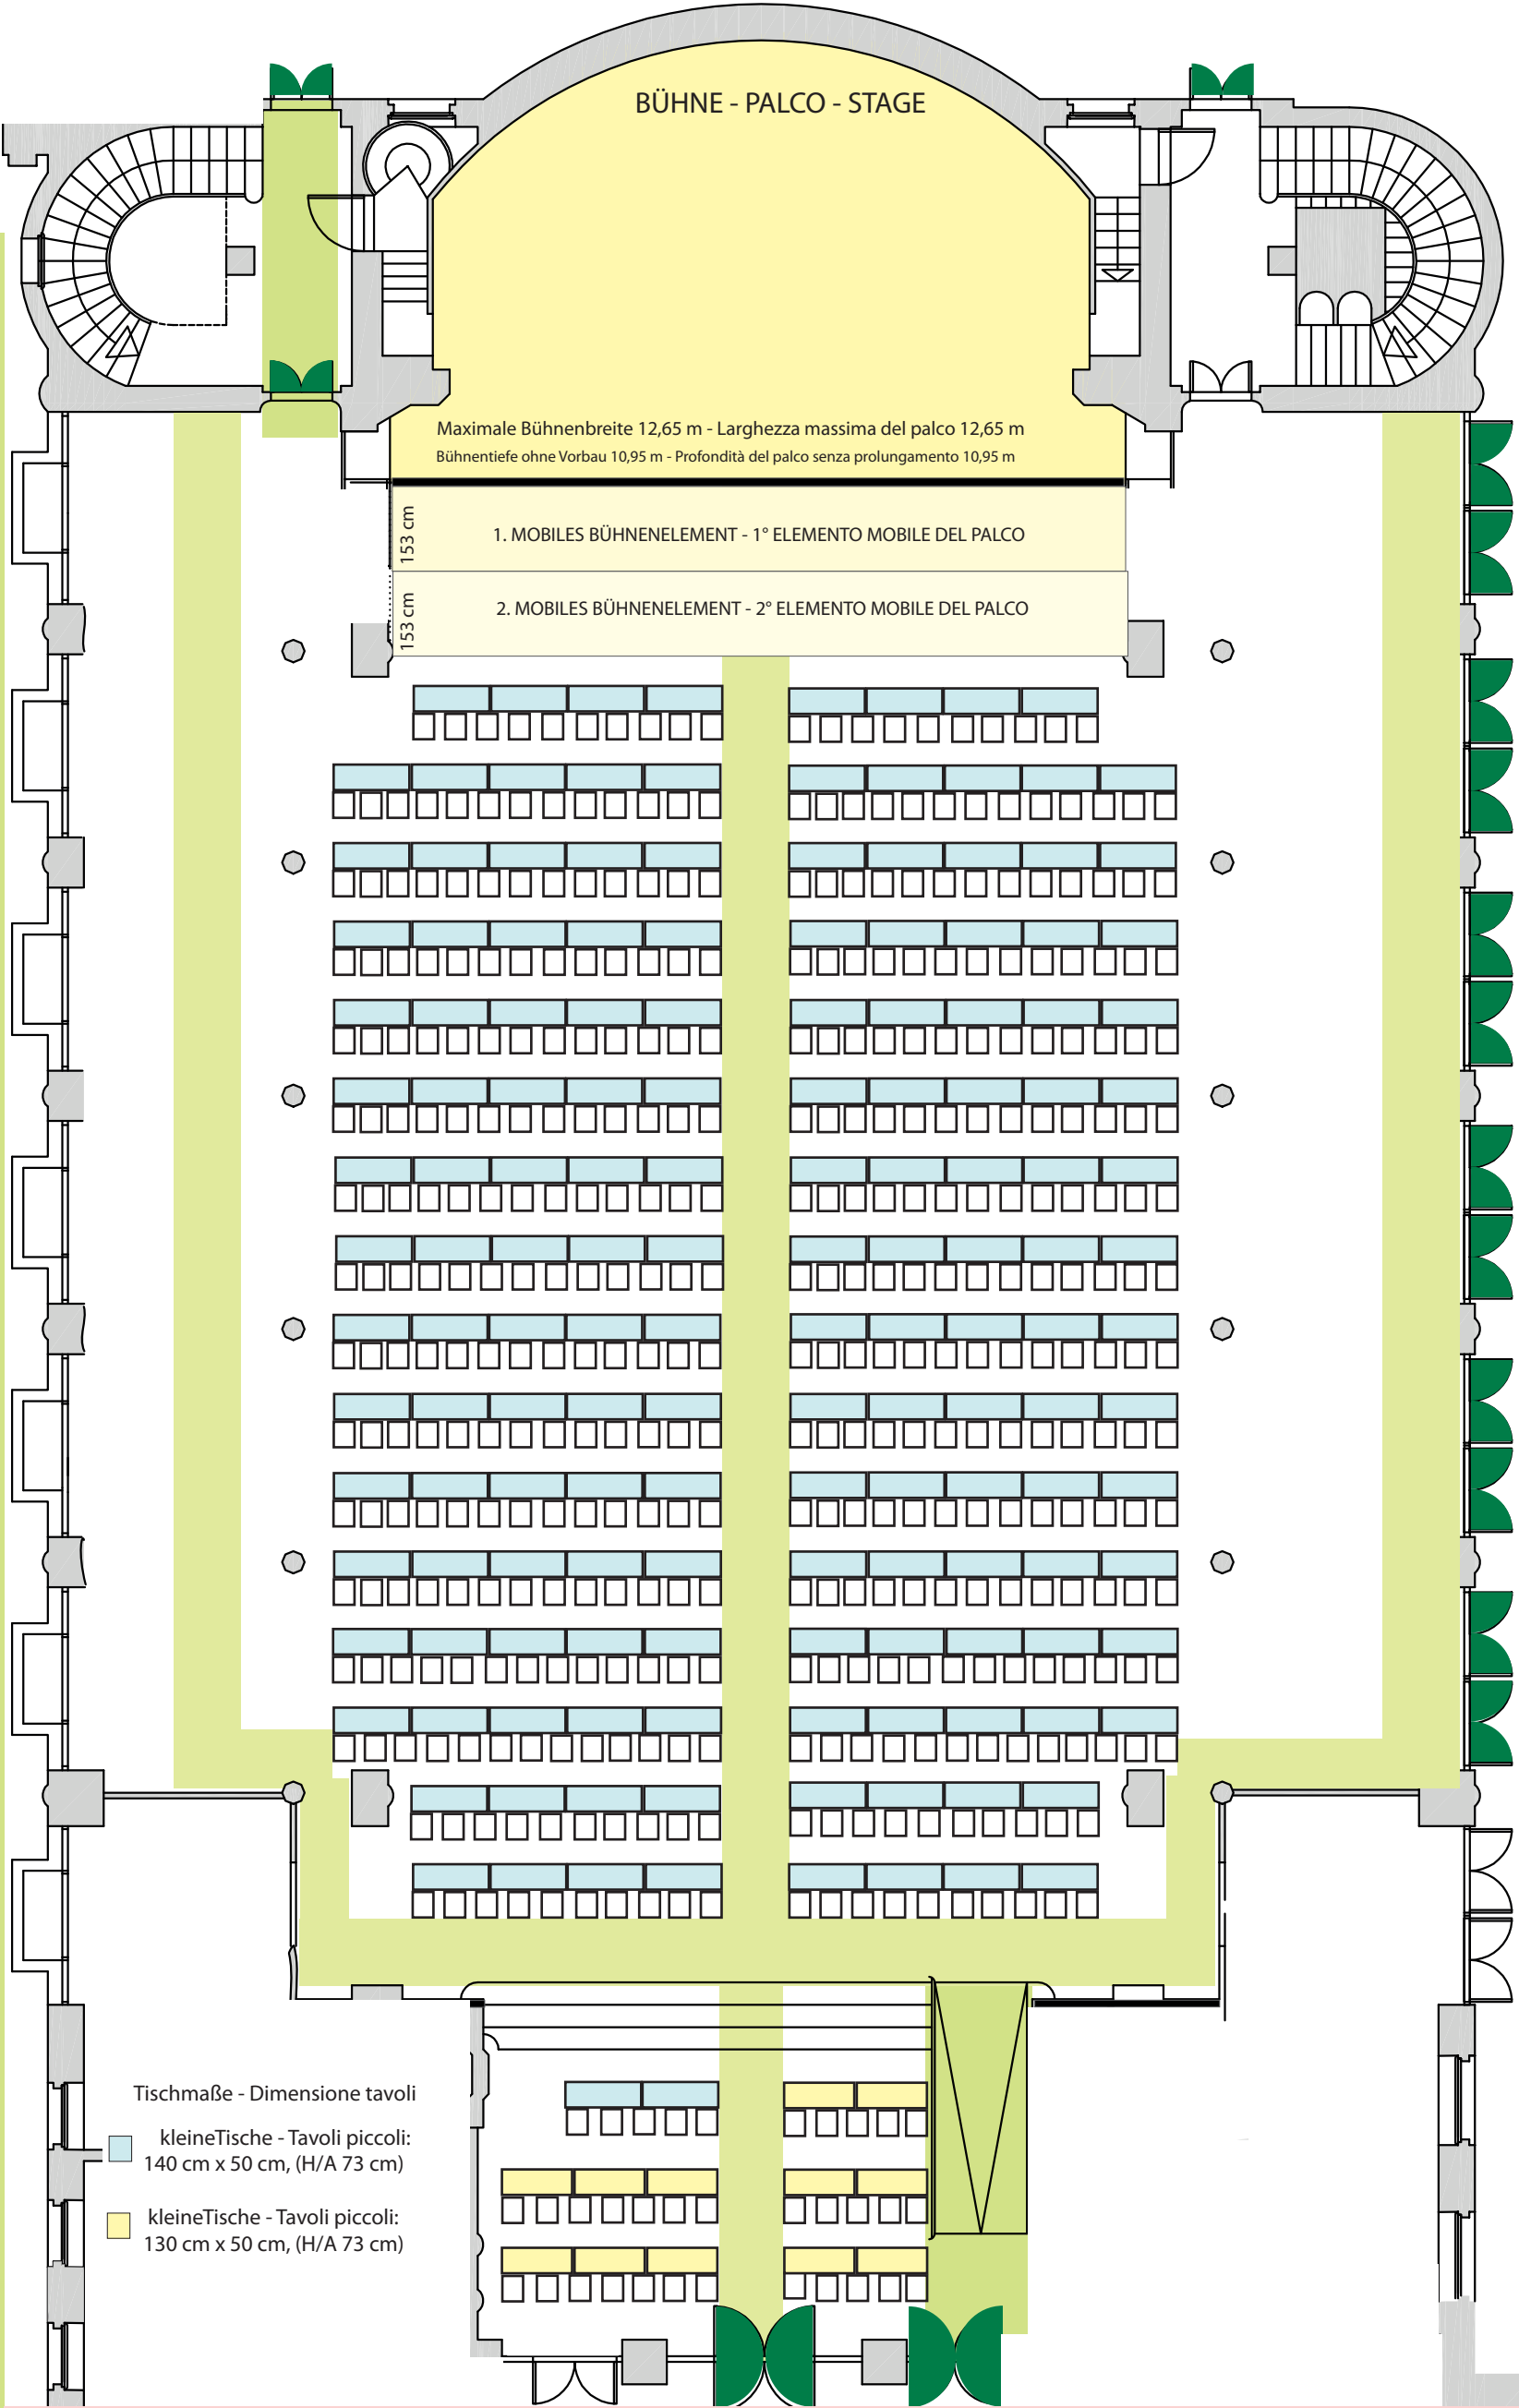 BÜHNE - PALCO - STAGE
Maximale Bühnenbreite 12,65 m - Larghezza massima del palco 12,65 m
Bühnentiefe ohne Vorbau 10,95 m - Profondità del palco senza prolungamento 10,95 m
153 cm
1. MOBILES BÜHNENELEMENT - 1° ELEMENTO MOBILE DEL PALCO
153 cm
2. MOBILES BÜHNENELEMENT - 2° ELEMENTO MOBILE DEL PALCO
Tischmaße - Dimensione tavoli
kleineTische - Tavoli piccoli:
140 cm x 50 cm, (H/A 73 cm)
kleineTische - Tavoli piccoli:
130 cm x 50 cm, (H/A 73 cm)